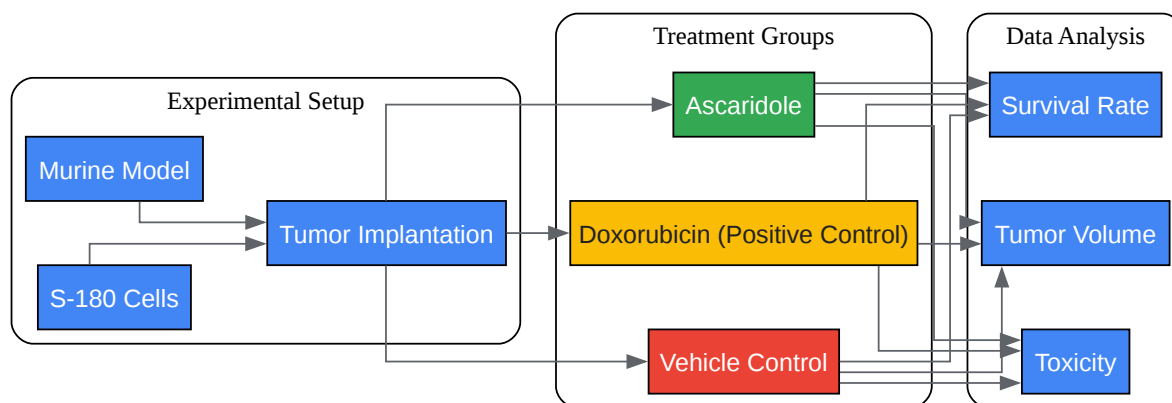 Experimental Setup
Murine Model
S-180 Cells
Tumor Implantation
Treatment Groups
Ascaridole
Doxorubicin (Positive Control)
Vehicle Control
Data Analysis
Survival Rate
Tumor Volume
Toxicity